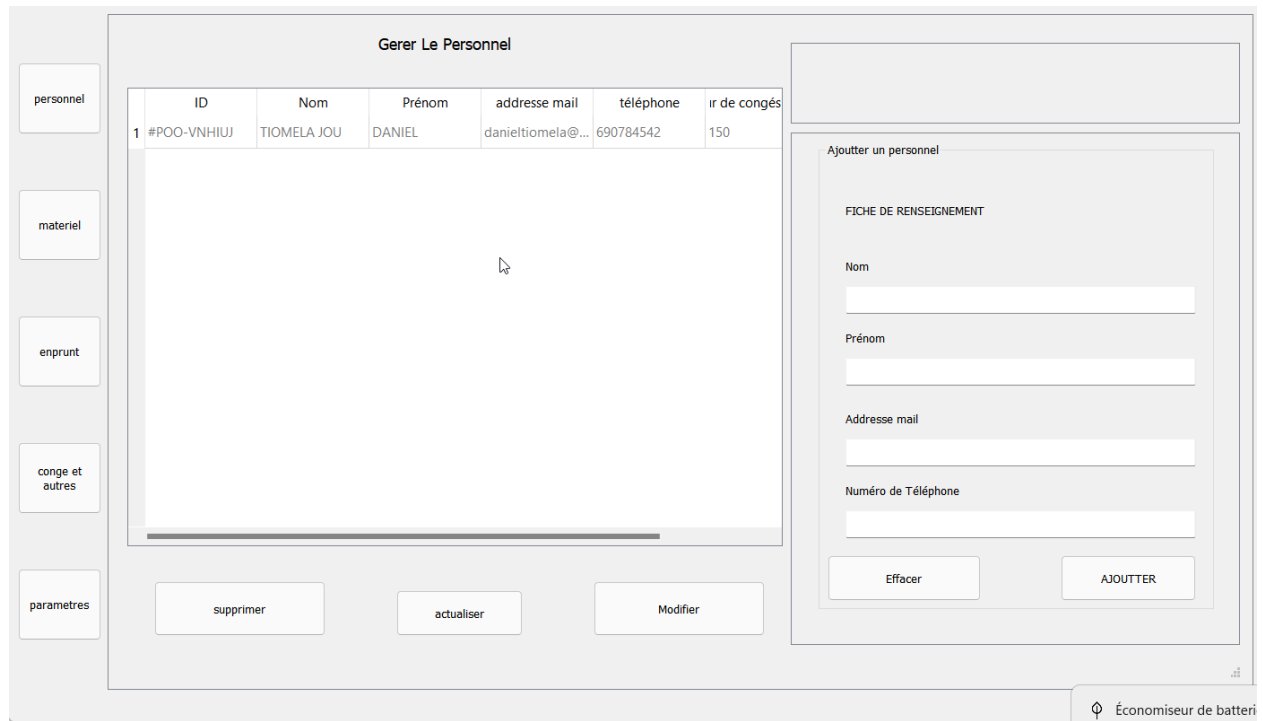 Gerer Le Personnel
personnel
materiel
enprunt
conge et
autres
parametres
ID Nom Prénom addresse mail téléphone ur de congés
1 #POO-VNHIUJ TIOMELA JOU DANIEL danieltiomela@... 690784542 150
supprimer
actualiser
Modifier
Ajoutter un personnel
FICHE DE RENSEIGNEMENT
Nom
Prénom
Addresse mail
Numéro de Téléphone
Effacer
AJOUTTER
Économiseur de batteri